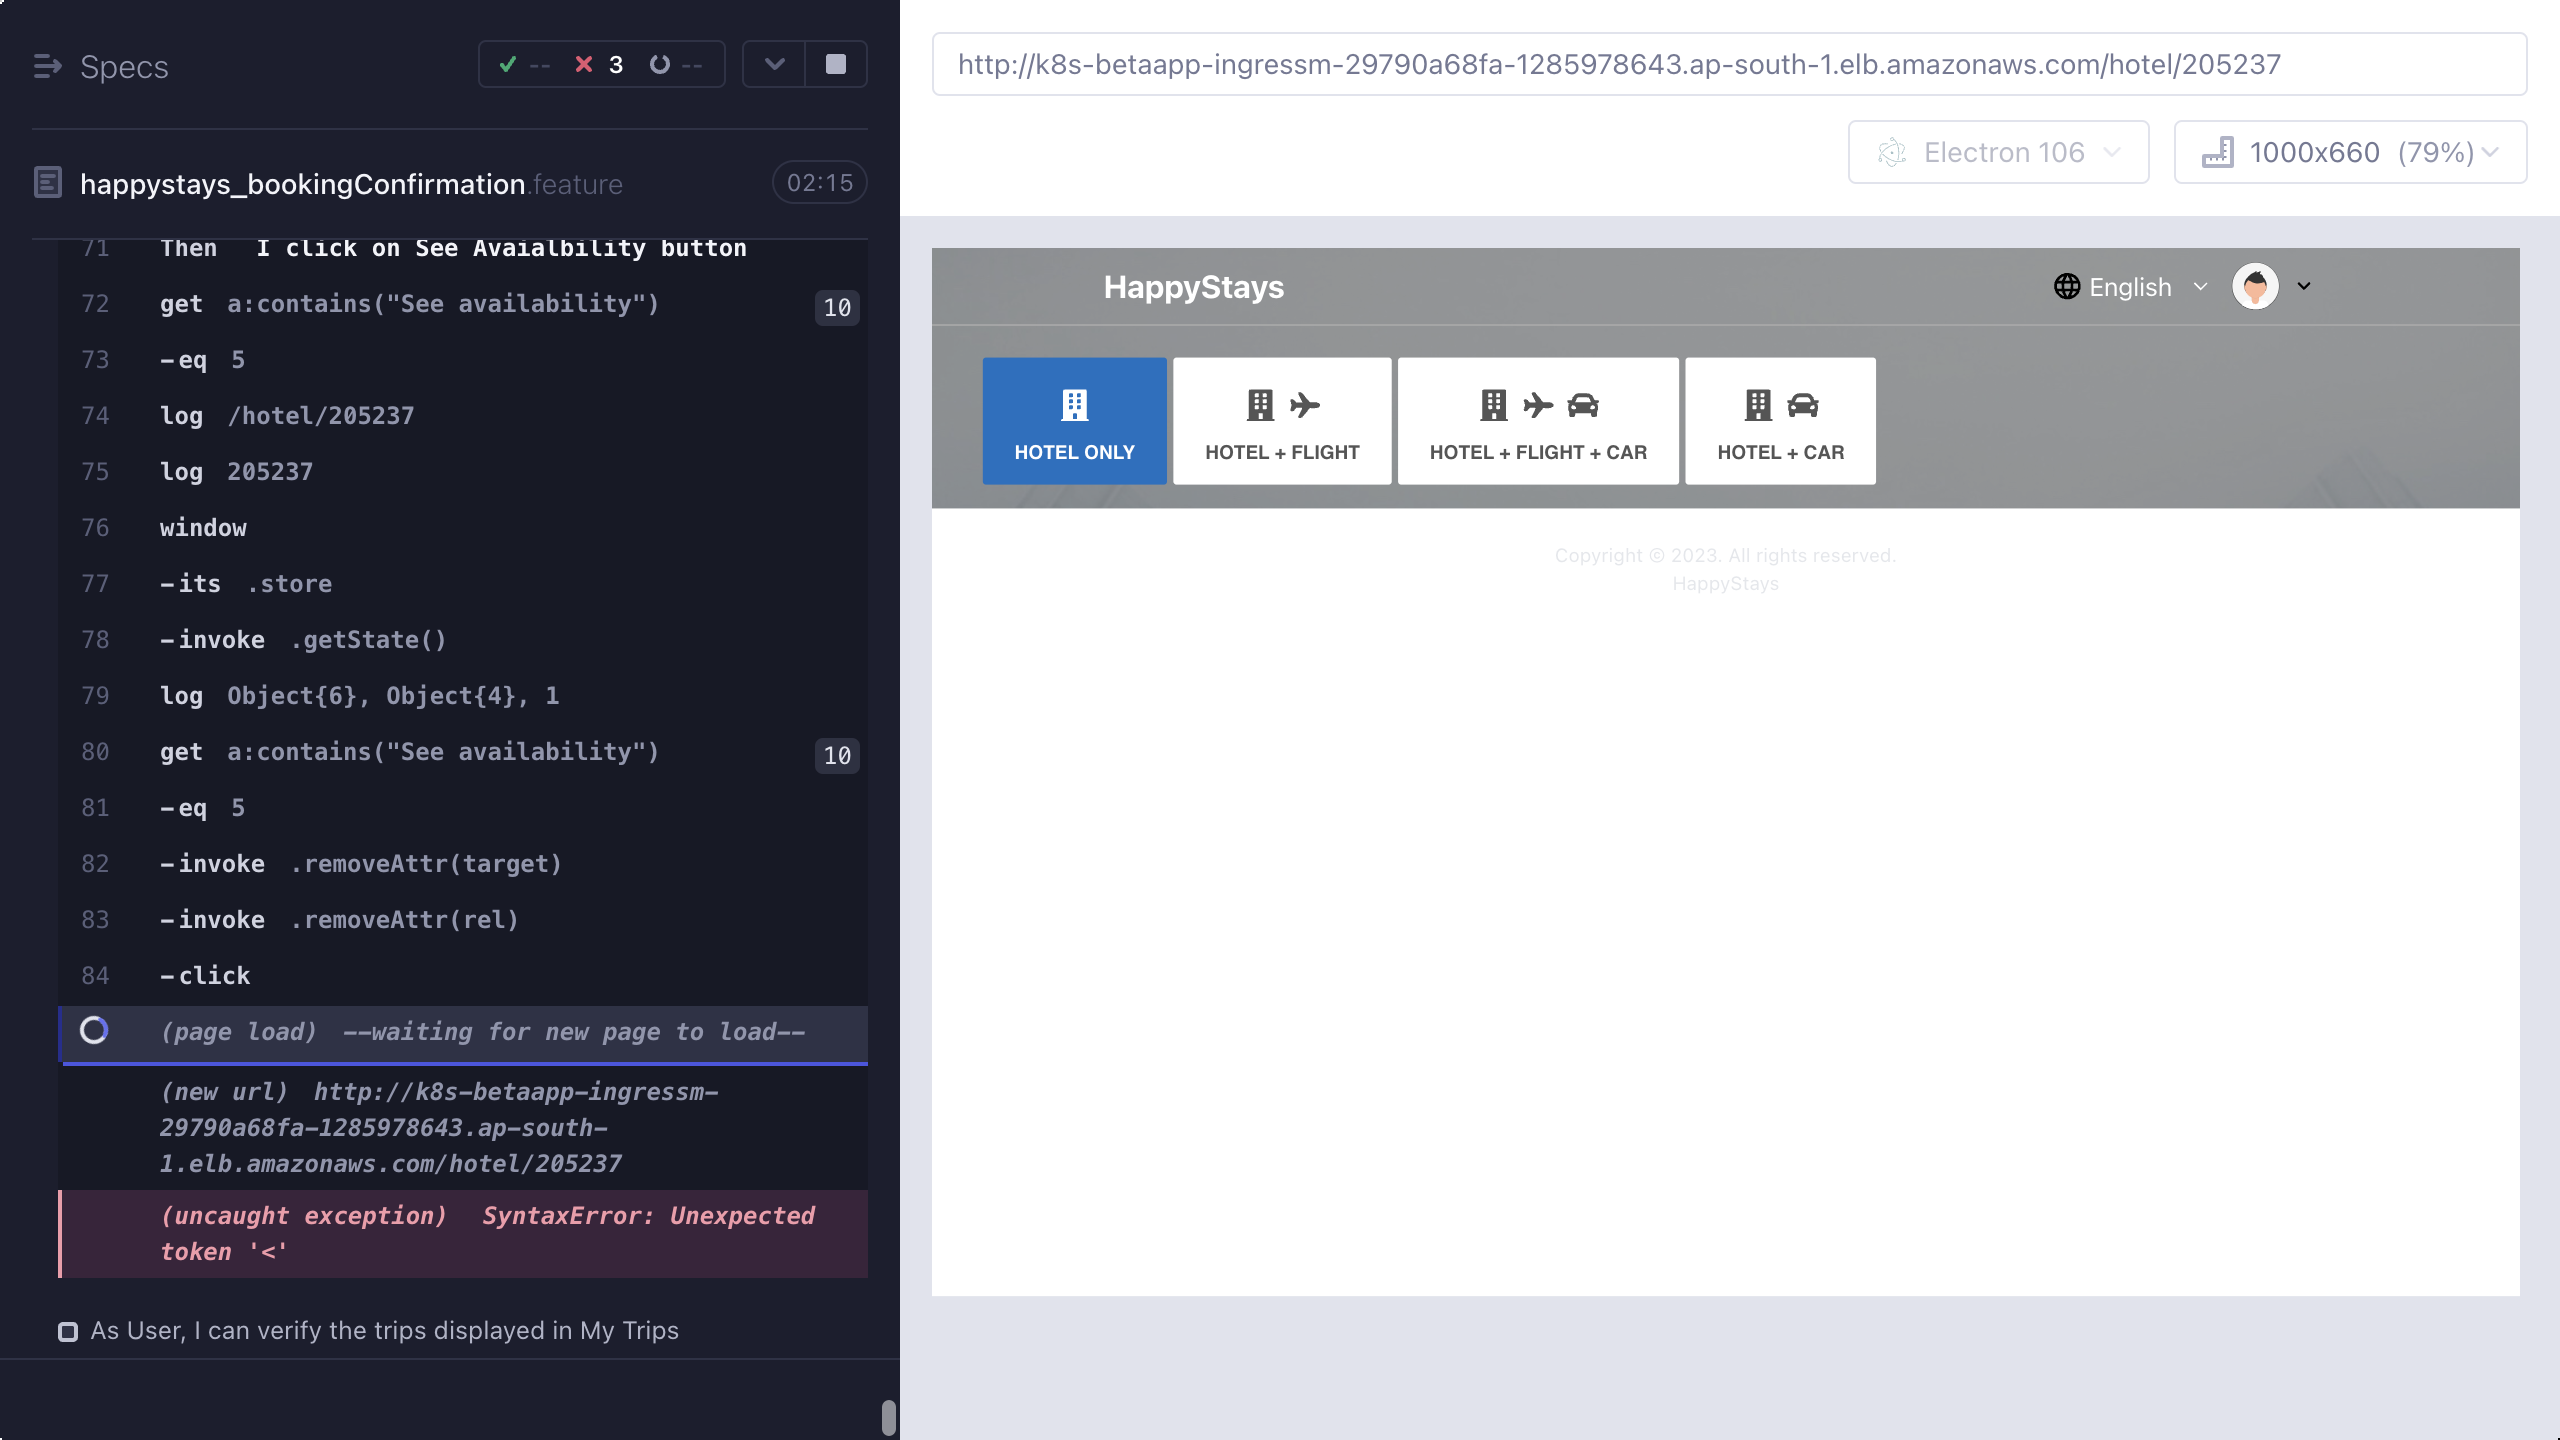 Specs
-- 3 --
happystays_bookingConfirmation.feature 02:15
71 Then I click on See Avaialbility button
72 get a:contains("See availability") 10
73 -eq 5
74 log /hotel/205237
75 log 205237
76 window
77 -its .store
78 -invoke .getState()
79 log Object{6}, Object{4}, 1
80 get a:contains("See availability") 10
81 -eq 5
82 -invoke .removeAttr(target)
83 -invoke .removeAttr(rel)
84 -click
(page load) --waiting for new page to load--
(new url) http://k8s-betaapp-ingressm-
29790a68fa-1285978643.ap-south-
1.elb.amazonaws.com/hotel/205237
(uncaught exception) SyntaxError: Unexpected
token '<'
As User, I can verify the trips displayed in My Trips
http://k8s-betaapp-ingressm-29790a68fa-1285978643.ap-south-1.elb.amazonaws.com/hotel/205237
Electron 106
1000x660 (79%)
HappyStays
English
HOTEL ONLY
HOTEL + FLIGHT
HOTEL + FLIGHT + CAR
HOTEL + CAR
Copyright © 2023. All rights reserved.
HappyStays